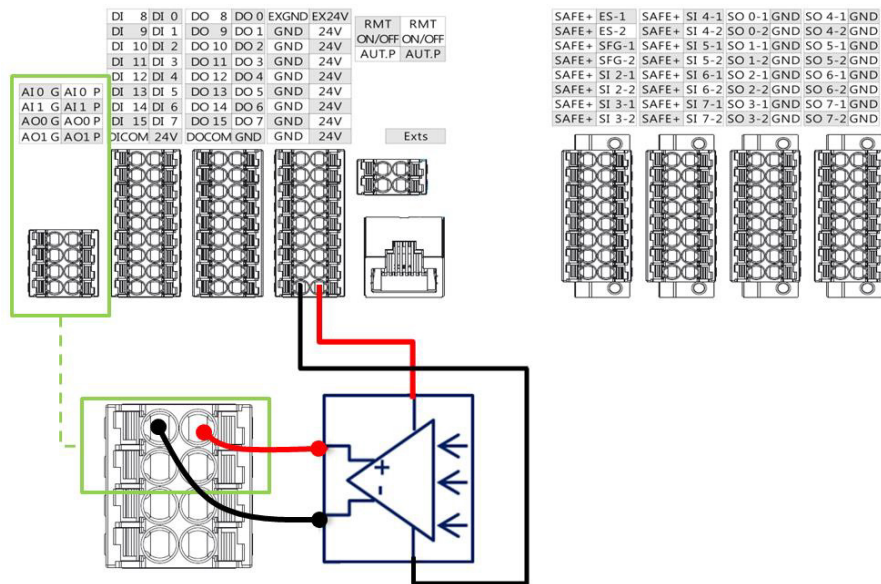 DI 8 DI 0 DO 8 DO 0 EXGND EX24V
DI 9 DI 1 DO 9 DO 1 GND 24V
DI 10 DI 2 DO 10 DO 2 GND 24V
DI 11 DI 3 DO 11 DO 3 GND 24V
DI 12 DI 4 DO 12 DO 4 GND 24V
AI0 G AI0 P DI 13 DI 5 DO 13 DO 5 GND 24V
AI1 G AI1 P DI 14 DI 6 DO 14 DO 6 GND 24V
AO0 G AO0 P DI 15 DI 7 DO 15 DO 7 GND 24V
AO1 G AO1 P DICOM 24V DOCOM GND GND 24V
RMT RMT
ON/OFF ON/OFF
AUT.P AUT.P
Exts
SAFE+ ES-1 SAFE+ SI 4-1 SO 0-1 GND SO 4-1 GND
SAFE+ ES-2 SAFE+ SI 4-2 SO 0-2 GND SO 4-2 GND
SAFE+ SFG-1 SAFE+ SI 5-1 SO 1-1 GND SO 5-1 GND
SAFE+ SFG-2 SAFE+ SI 5-2 SO 1-2 GND SO 5-2 GND
SAFE+ SI 2-1 SAFE+ SI 6-1 SO 2-1 GND SO 6-1 GND
SAFE+ SI 2-2 SAFE+ SI 6-2 SO 2-2 GND SO 6-2 GND
SAFE+ SI 3-1 SAFE+ SI 7-1 SO 3-1 GND SO 7-1 GND
SAFE+ SI 3-2 SAFE+ SI 7-2 SO 3-2 GND SO 7-2 GND
+
-